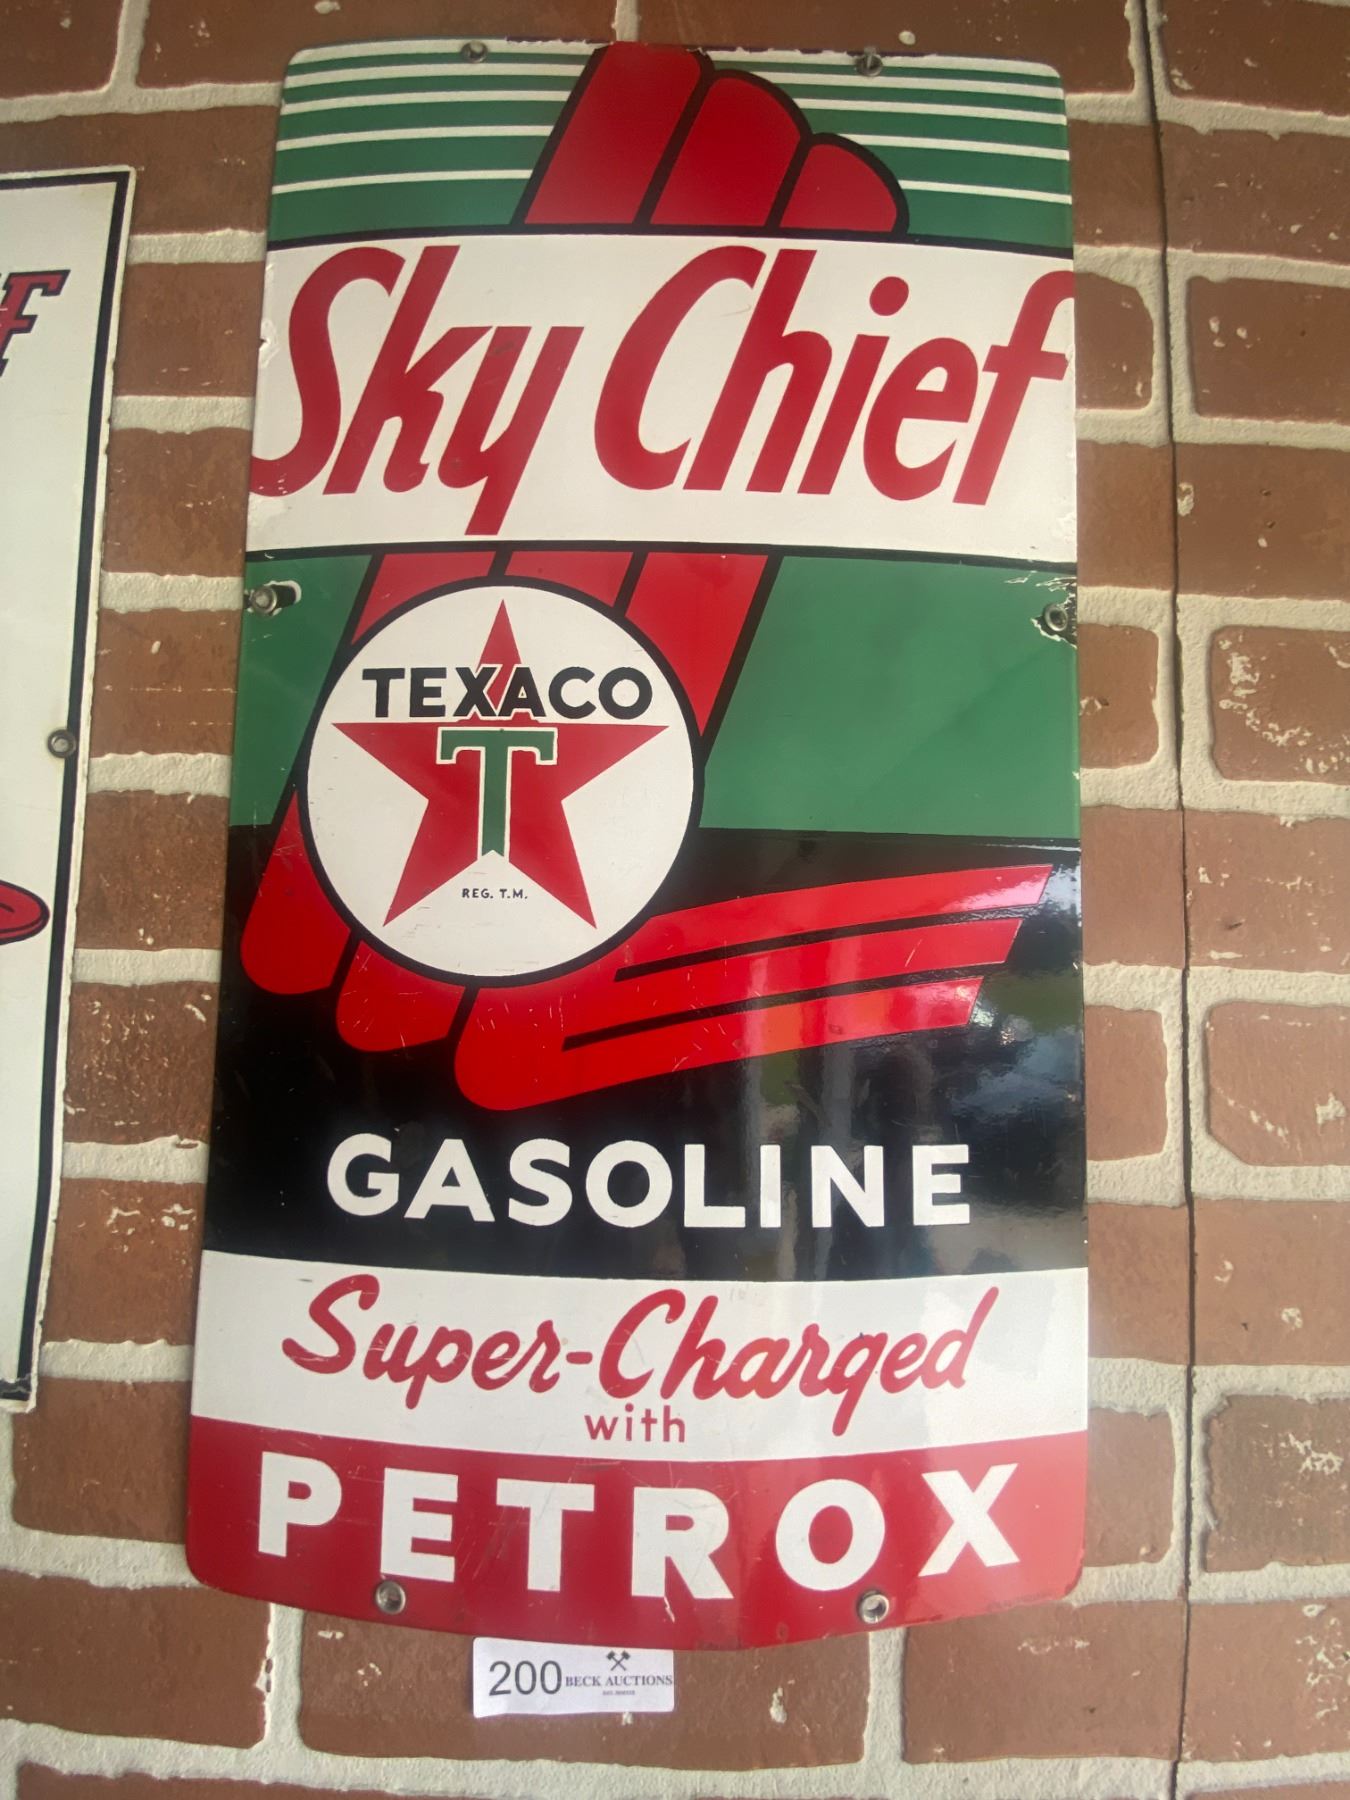 Sky Chief
TEXACO
T
REG. T.M.
GASOLINE
Super-Charged
with
PETROX
200 BECK AUCTIONS